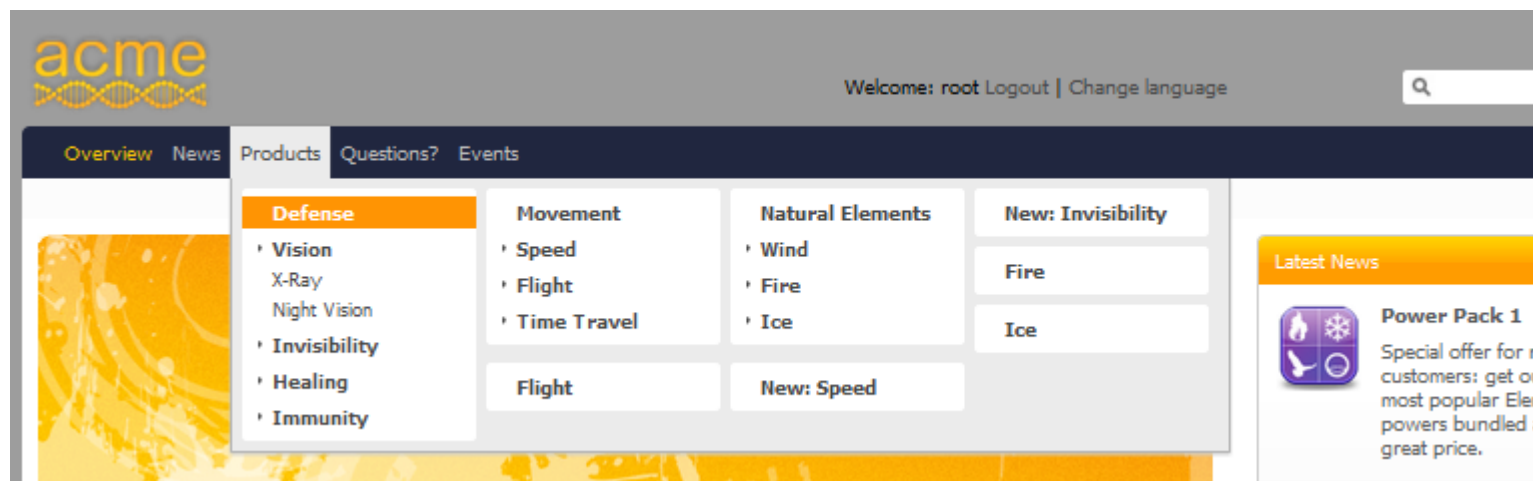 acme
Welcome: root Logout | Change language
Overview News Products Questions? Events
Defense
Vision
X-Ray
Night Vision
Invisibility
Healing
Immunity
Movement
Speed
Flight
Time Travel
Flight
Natural Elements
Wind
Fire
Ice
New: Speed
New: Invisibility
Fire
Ice
Latest News
Power Pack 1
Special offer for
customers: get
most popular
powers bundled
great price.